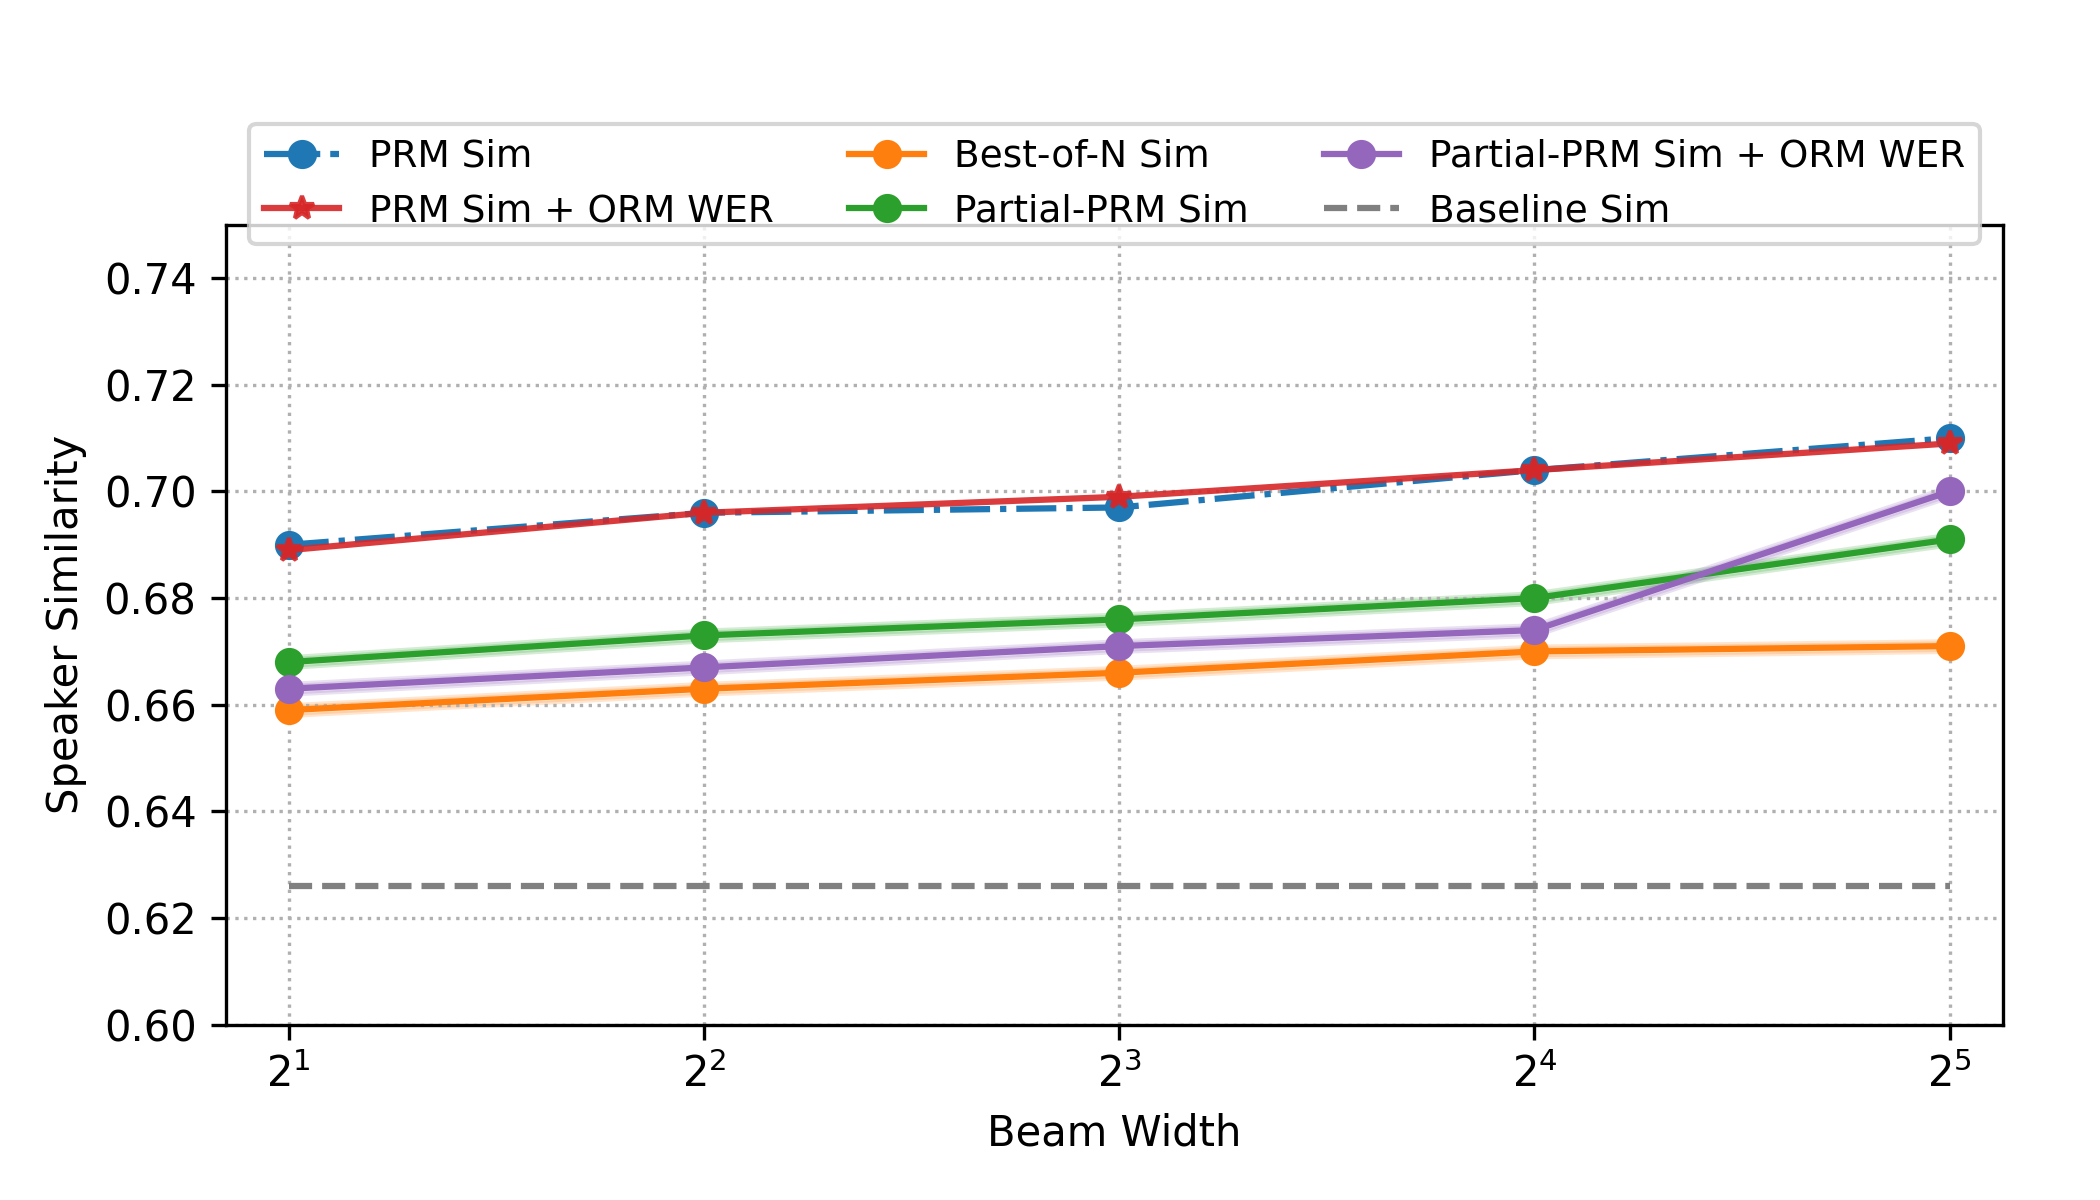 PRM Sim Best-of-N Sim Partial-PRM Sim + ORM WER
PRM Sim + ORM WER Partial-PRM Sim Baseline Sim
0.74
0.72
0.70
0.68
0.66
0.64
0.62
0.60
Speaker Similarity
2¹ 2² 2³ 2⁴ 2⁵
Beam Width